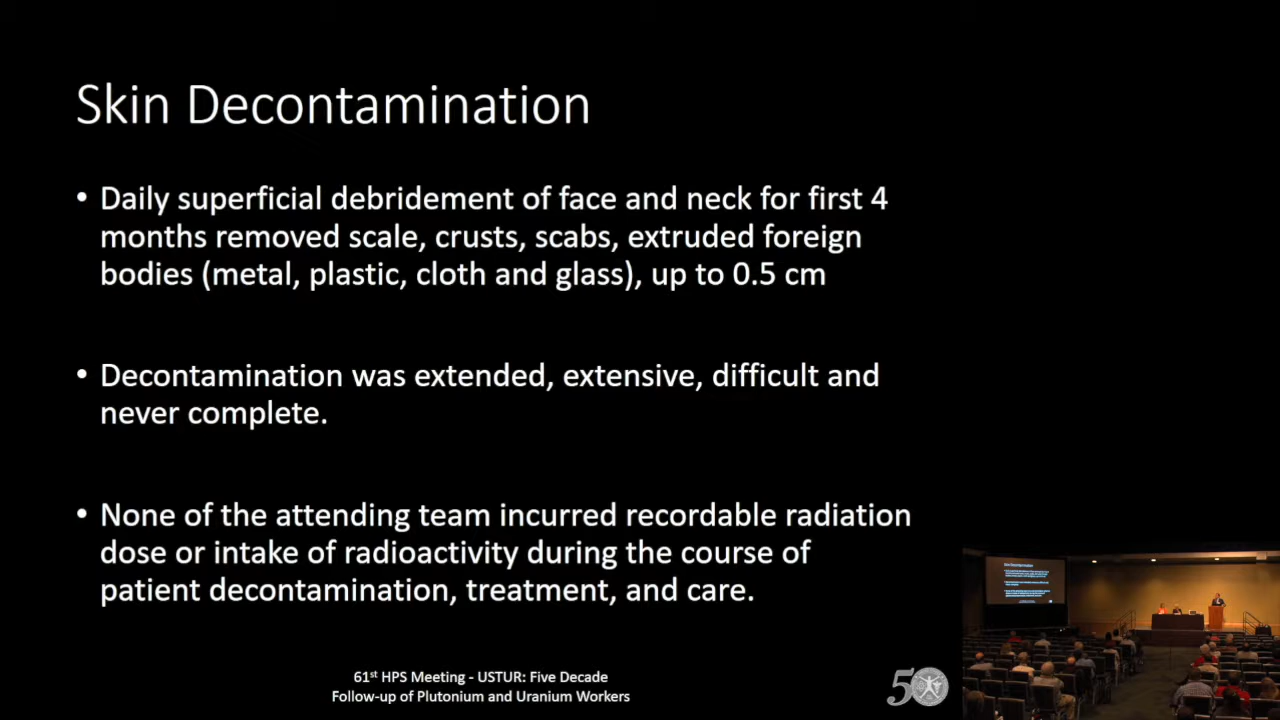 Skin Decontamination
• Daily superficial debridement of face and neck for first 4
months removed scale, crusts, scabs, extruded foreign
bodies (metal, plastic, cloth and glass), up to 0.5 cm
• Decontamination was extended, extensive, difficult and
never complete.
• None of the attending team incurred recordable radiation
dose or intake of radioactivity during the course of
patient decontamination, treatment, and care.
61st HPS Meeting - USTUR: Five Decade
Follow-up of Plutonium and Uranium Workers
50
Skin Decontamination